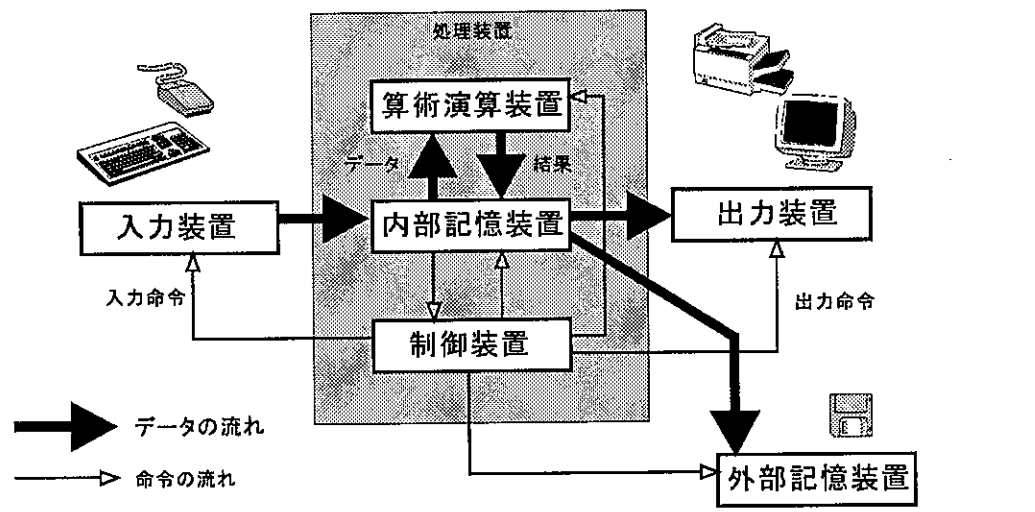 処理装置
算術演算装置
データ
結果
入力装置
内部記憶装置
出力装置
入力命令
出力命令
制御装置
データの流れ
命令の流れ
外部記憶装置